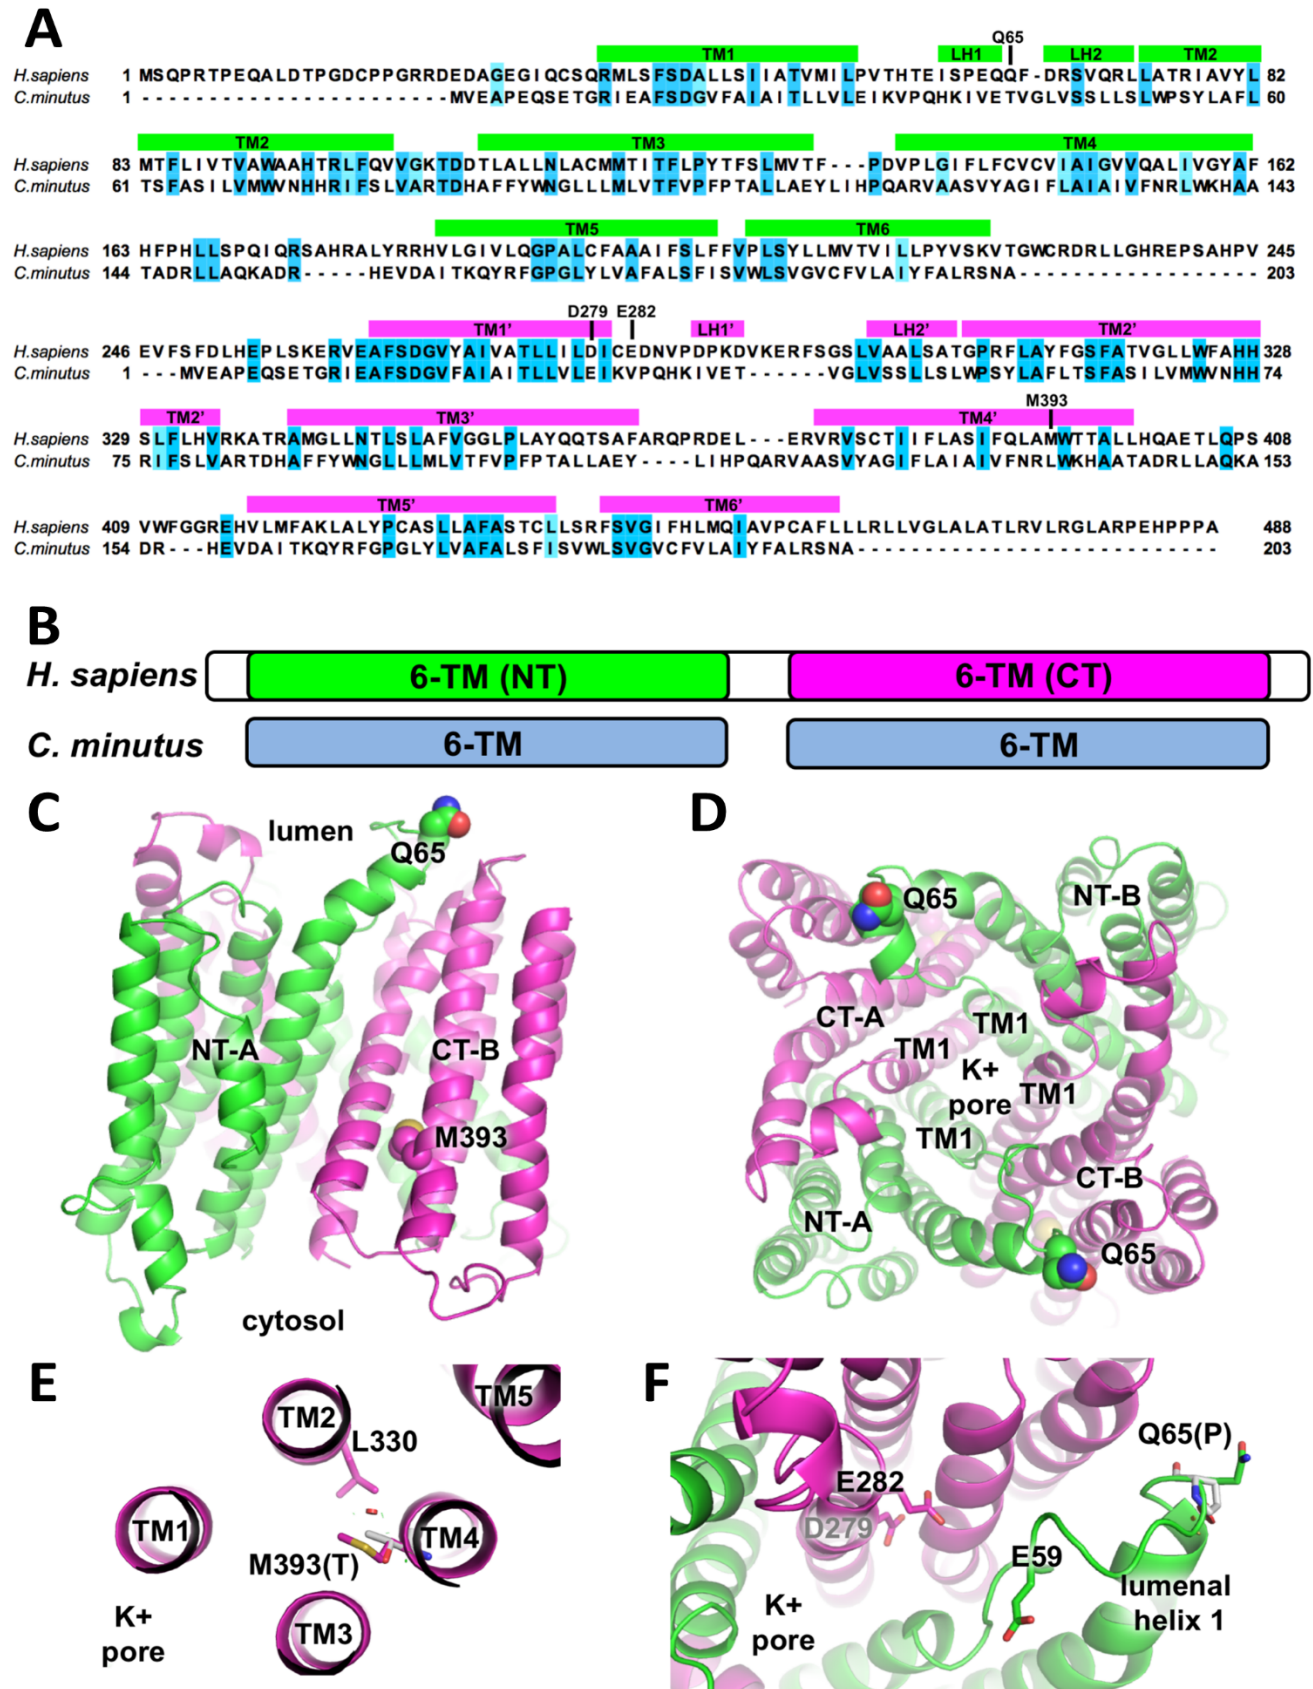 A
Q65
TM1 LH1 LH2 TM2
H.sapiens 1 MSQPRTPEQALDTPGDCPPGRRDEDAGEGIQCSQRMLSFSDALLSIIATVMILPVTHTEISPEQQF-DRSVQRLLATRIAVYL 82
C.minutus 1 -----------------------MVEAPEQSETGRIEAFSDGVFAIAITLLVLEIKVPQHKIVETVGLVSSLLSLWPSYLAFL 60
TM2 TM3 TM4
H.sapiens 83 MTFLIVTVAWAAHTRLFQVVGKTDDTLALLNLACMMTITFLPYTFSLMVTF---PDVPLGIFLFCVCVIAIGVVQALIVGYAF 162
C.minutus 61 TSFASILVMWVNHHRIFSLVARTDHAFFYWNGLLLMLVTFVPFPTALLAEYLIHPQARVAASVYAGIFLAIAIVFNRLWKHAA 143
TM5 TM6
H.sapiens 163 HFPHLLSPQIQRSAHRALYRRHVLGIVLQGPALCFAAAIFSLFFVPLSYLLMVTVILLPYVSKVTGWCRDRLLGHREPSAHPV 245
C.minutus 144 TADRLLAQKADR-----HEVDAITKQYRFGPGLYLVAFALSFISVWLSVGVCFVLAIYFALRSNA------------------ 203
D279 E282
TM1' LH1' LH2' TM2'
H.sapiens 246 EVFSFDLHEPLSKERVEAFSDGVYAIVATLLILDICEDNVPDPKDVKERFSGSLVAALSATGPRFLAYFGSFATVGLLWFAHH 328
C.minutus 1 ---MVEAPEQSETGRIEAFSDGVFAIAITLLVLEIKVPQHKIVET------VGLVSSLLSLWPSYLAFLTSFASILVMWVNHH 74
M393
TM2' TM3' TM4'
H.sapiens 329 SLFLHVRKATRAMGLLNTLSLAFVGGLPLAYQQTSAFARQPRDEL---ERVRVSCTIIFLASIFQLAMWTTALLHQAETLQPS 408
C.minutus 75 RIFSLVARTDHAFFYWNGLLLMLVTFVPFPTALLAEY----LIHPQARVAASVYAGIFLAIAIVFNRLWKHAATADRLLAQKA 153
TM5' TM6'
H.sapiens 409 VWFGGREHVLMFAKLALYPCASLLAFASTCLLSRFSVGIFHLMQIAVPCAFLLLRLLVGLALATLRVLRGLARPEHPPPA 488
C.minutus 154 DR---HEVDAITKQYRFGPGLYLVAFALSFISVWLSVGVCFVLAIYFALRSNA--------------------------- 203
B
H. sapiens 6-TM (NT) 6-TM (CT)
C. minutus 6-TM 6-TM
C
lumen
Q65
NT-A
CT-B
M393
cytosol
D
Q65
NT-B
CT-A
TM1
TM1
K+
pore
TM1
TM1
CT-B
NT-A
Q65
E
TM2
TM5
L330
TM1
TM4
M393(T)
K+
pore
TM3
F
Q65(P)
E282
D279
E59
lumenal
helix 1
K+
pore